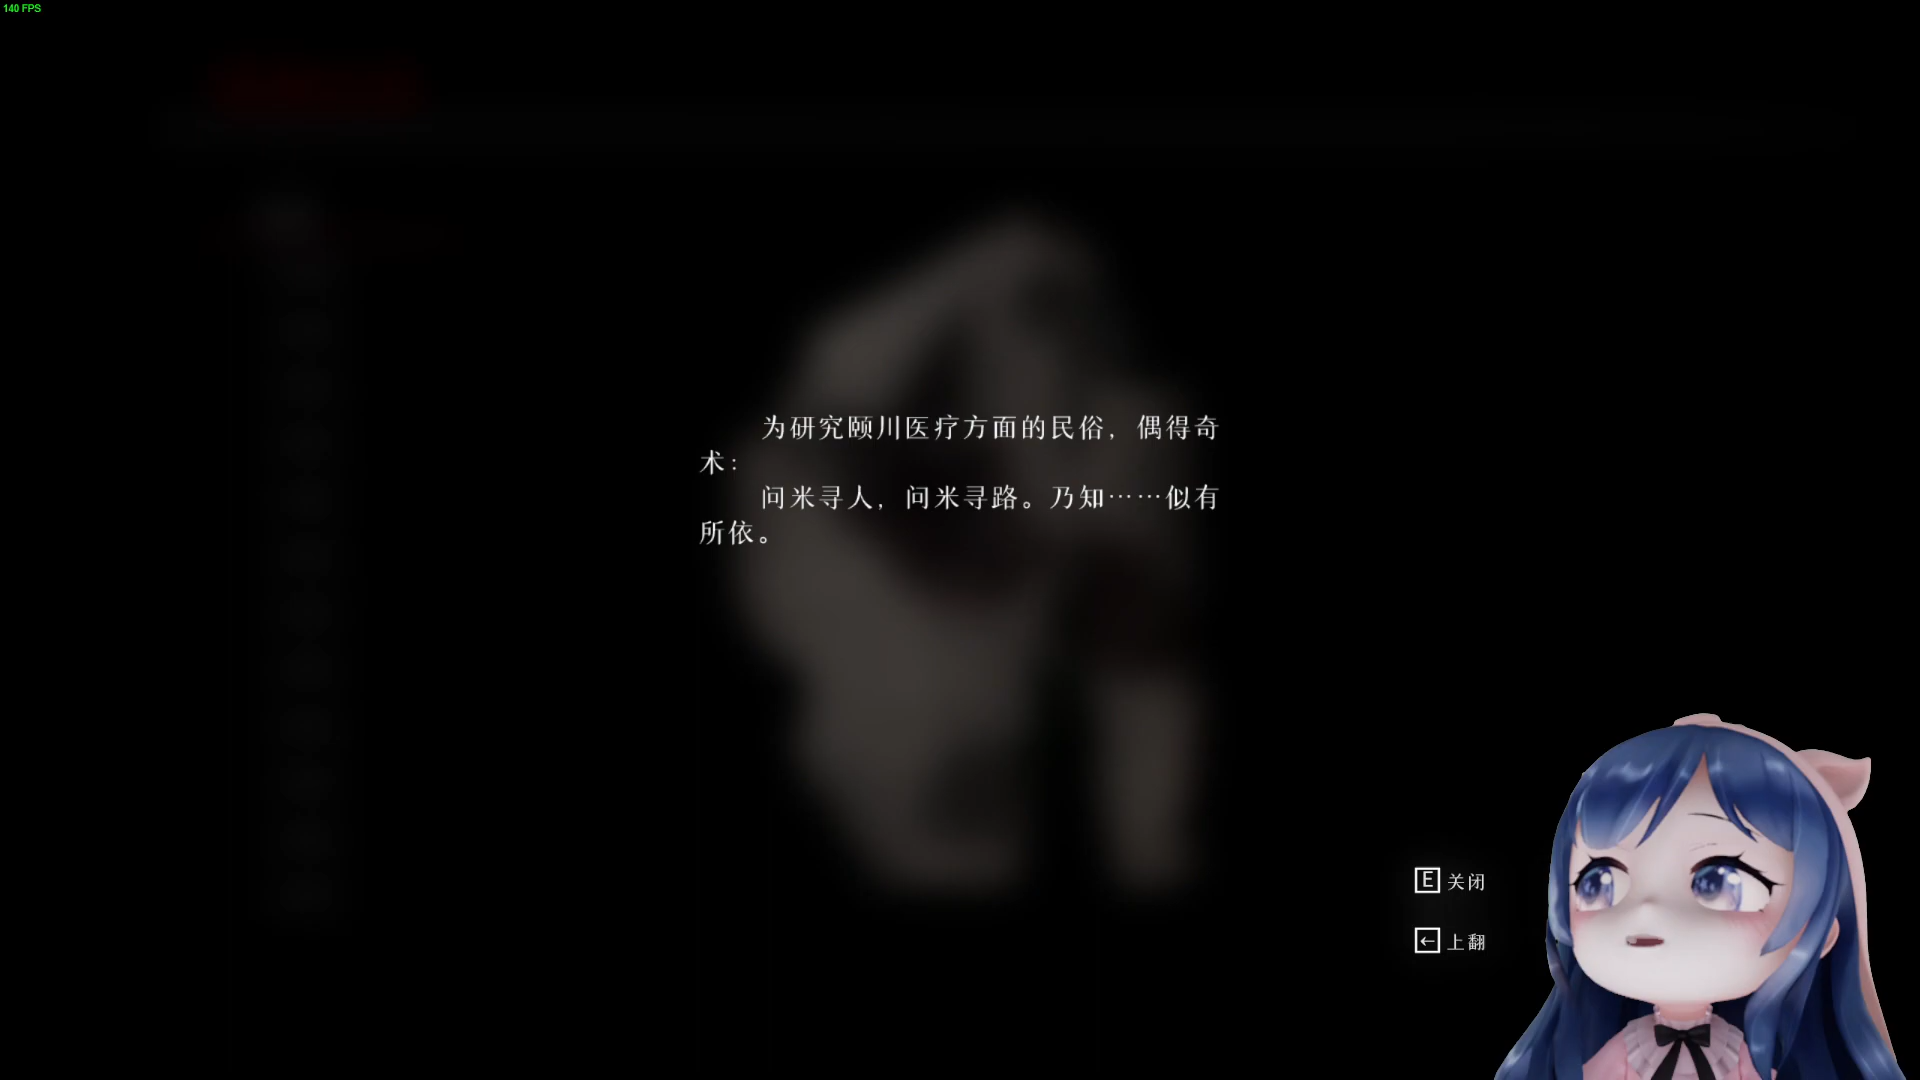 140 FPS
为研究颐川医疗方面的民俗，偶得奇
术：
问米寻人，问米寻路。乃知……似有
所依。
E 关闭
← 上翻